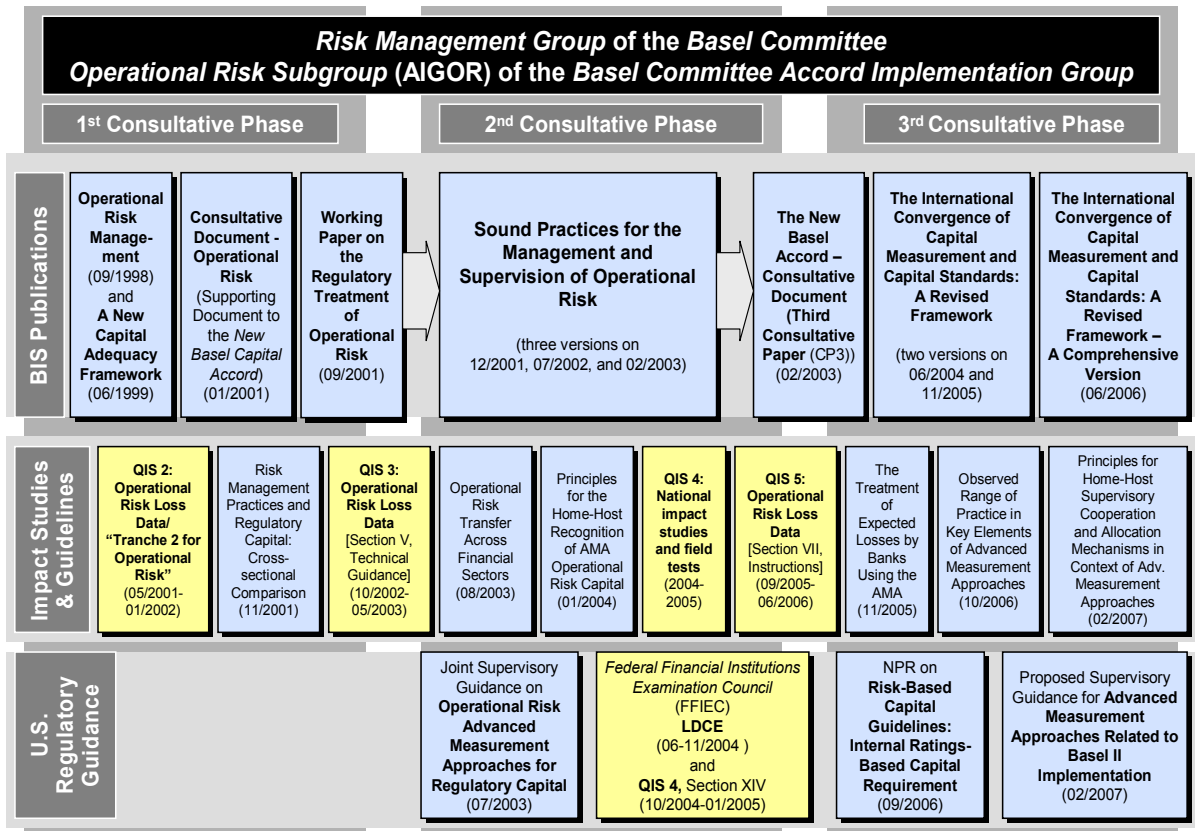 Risk Management Group of the Basel Committee
Operational Risk Subgroup (AIGOR) of the Basel Committee Accord Implementation Group
1st Consultative Phase
2nd Consultative Phase
3rd Consultative Phase
BIS Publications
Operational
Risk
Manage-
ment
(09/1998)
and
A New
Capital
Adequacy
Framework
(06/1999)
Consultative
Document -
Operational
Risk
(Supporting
Document to
the New
Basel Capital
Accord)
(01/2001)
Working
Paper on
the
Regulatory
Treatment
of
Operational
Risk
(09/2001)
Sound Practices for the
Management and
Supervision of Operational
Risk
(three versions on
12/2001, 07/2002, and 02/2003)
The New
Basel
Accord –
Consultative
Document
(Third
Consultative
Paper (CP3))
(02/2003)
The International
Convergence of
Capital
Measurement and
Capital Standards:
A Revised
Framework
(two versions on
06/2004 and
11/2005)
The International
Convergence of
Capital
Measurement and
Capital
Standards: A
Revised
Framework –
A Comprehensive
Version
(06/2006)
Impact Studies
& Guidelines
QIS 2:
Operational
Risk Loss
Data/
“Tranche 2 for
Operational
Risk”
(05/2001-
01/2002)
Risk
Management
Practices and
Regulatory
Capital:
Cross-
sectional
Comparison
(11/2001)
QIS 3:
Operational
Risk Loss
Data
[Section V,
Technical
Guidance]
(10/2002-
05/2003)
Operational
Risk
Transfer
Across
Financial
Sectors
(08/2003)
Principles
for the
Home-Host
Recognition
of AMA
Operational
Risk Capital
(01/2004)
QIS 4:
National
impact
studies
and field
tests
(2004-
2005)
QIS 5:
Operational
Risk Loss
Data
[Section VII,
Instructions]
(09/2005-
06/2006)
The
Treatment
of
Expected
Losses by
Banks
Using the
AMA
(11/2005)
Observed
Range of
Practice in
Key Elements
of Advanced
Measurement
Approaches
(10/2006)
Principles for
Home-Host
Supervisory
Cooperation
and Allocation
Mechanisms in
Context of Adv.
Measurement
Approaches
(02/2007)
U.S.
Regulatory
Guidance
Joint Supervisory
Guidance on
Operational Risk
Advanced
Measurement
Approaches for
Regulatory Capital
(07/2003)
Federal Financial Institutions
Examination Council
(FFIEC)
LDCE
(06-11/2004 )
and
QIS 4, Section XIV
(10/2004-01/2005)
NPR on
Risk-Based
Capital
Guidelines:
Internal Ratings-
Based Capital
Requirement
(09/2006)
Proposed Supervisory
Guidance for Advanced
Measurement
Approaches Related to
Basel II
Implementation
(02/2007)